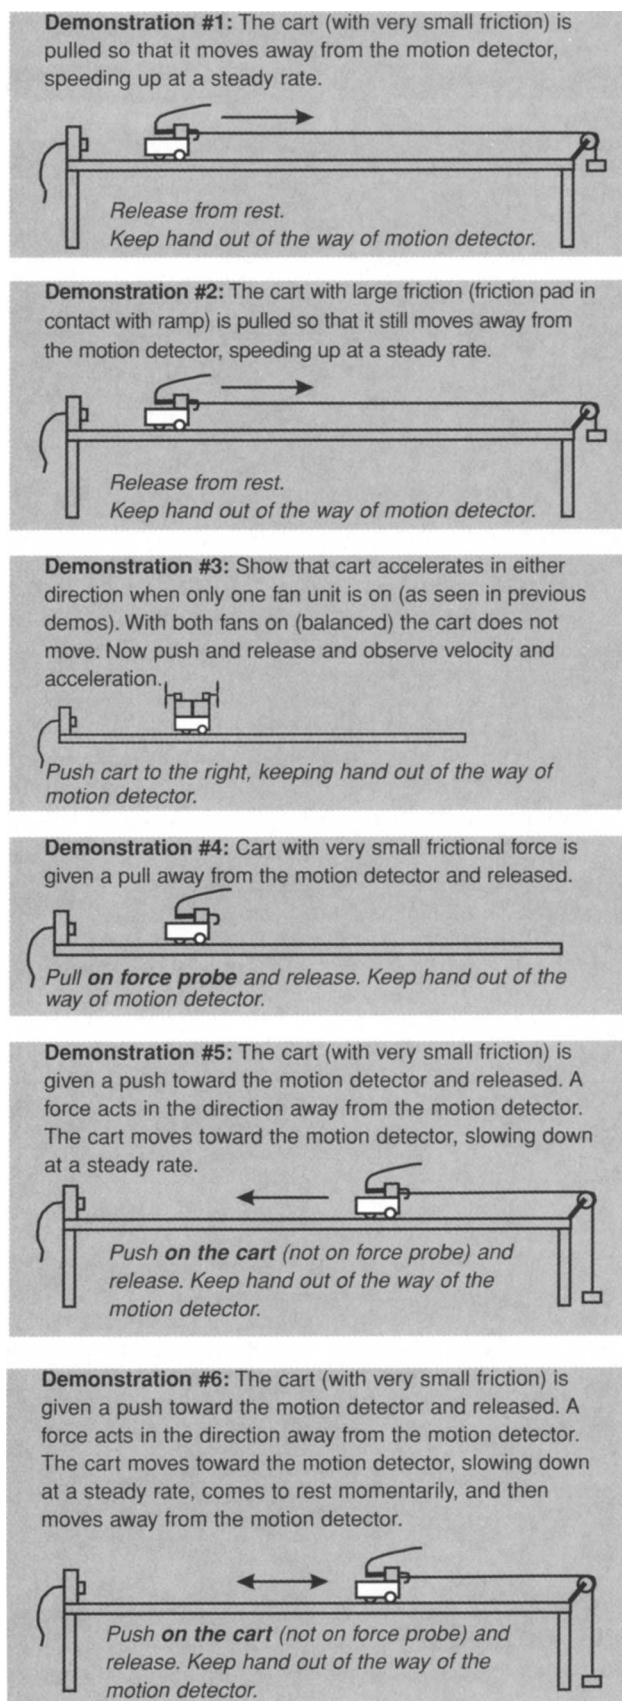 Demonstration #1: The cart (with very small friction) is
pulled so that it moves away from the motion detector,
speeding up at a steady rate.
Release from rest.
Keep hand out of the way of motion detector.
Demonstration #2: The cart with large friction (friction pad in
contact with ramp) is pulled so that it still moves away from
the motion detector, speeding up at a steady rate.
Release from rest.
Keep hand out of the way of motion detector.
Demonstration #3: Show that cart accelerates in either
direction when only one fan unit is on (as seen in previous
demos). With both fans on (balanced) the cart does not
move. Now push and release and observe velocity and
acceleration.
Push cart to the right, keeping hand out of the way of
motion detector.
Demonstration #4: Cart with very small frictional force is
given a pull away from the motion detector and released.
Pull on force probe and release. Keep hand out of the
way of motion detector.
Demonstration #5: The cart (with very small friction) is
given a push toward the motion detector and released. A
force acts in the direction away from the motion detector.
The cart moves toward the motion detector, slowing down
at a steady rate.
Push on the cart (not on force probe) and
release. Keep hand out of the way of the
motion detector.
Demonstration #6: The cart (with very small friction) is
given a push toward the motion detector and released. A
force acts in the direction away from the motion detector.
The cart moves toward the motion detector, slowing down
at a steady rate, comes to rest momentarily, and then
moves away from the motion detector.
Push on the cart (not on force probe) and
release. Keep hand out of the way of the
motion detector.